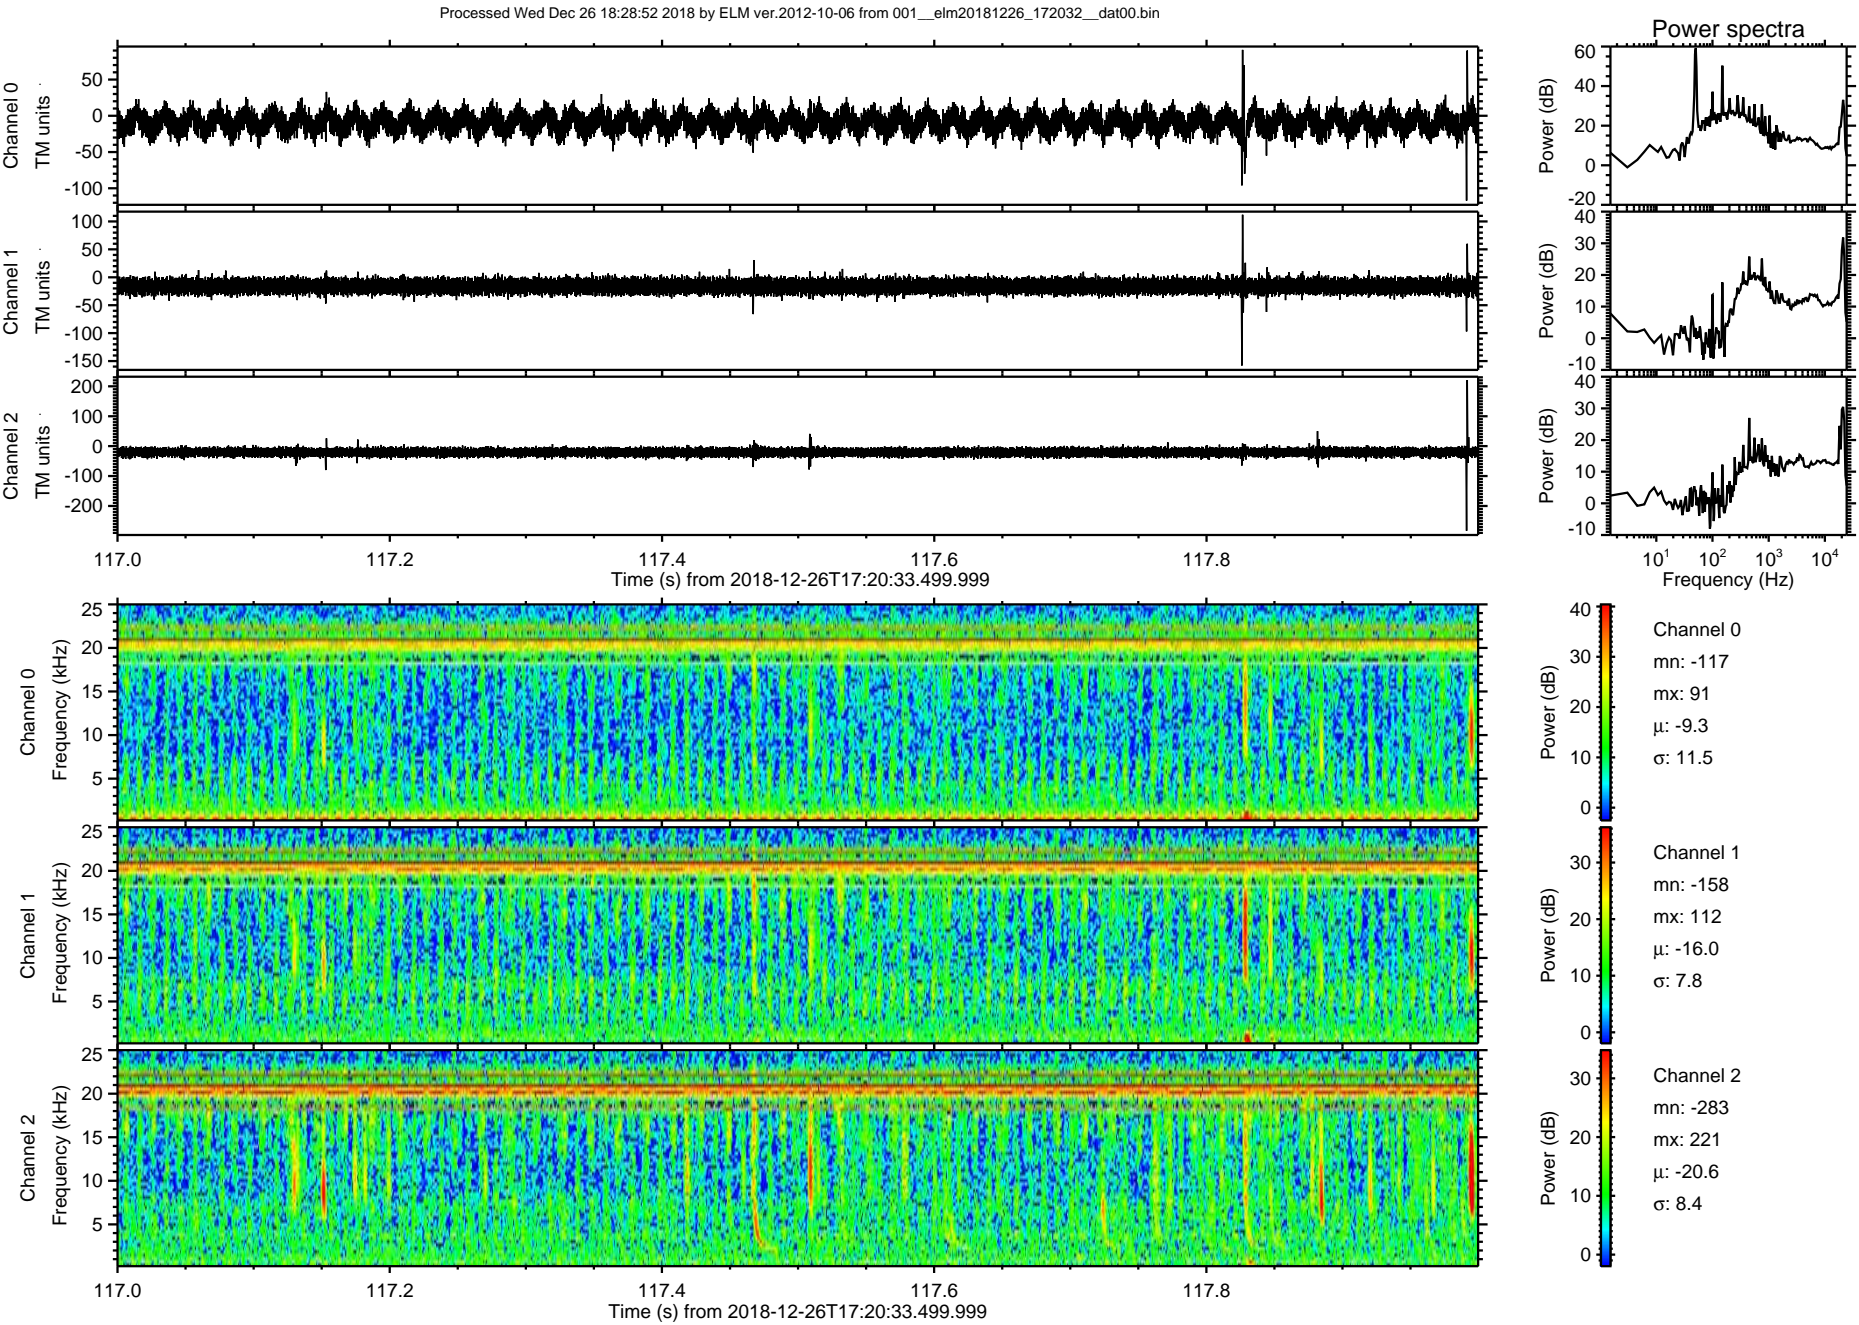 Processed Wed Dec 26 18:28:52 2018 by ELM ver.2012-10-06 from 001__elm20181226_172032__dat00.bin
Power spectra
Channel 0
TM units
50
0
-50
-100
Power (dB)
60
40
20
0
-20
Channel 1
TM units
100
50
0
-50
-100
-150
Power (dB)
40
30
20
10
0
-10
Channel 2
TM units
200
100
0
-100
-200
Power (dB)
40
30
20
10
0
-10
117.0 117.2 117.4 117.6 117.8
Time (s) from 2018-12-26T17:20:33.499.999
10^1 10^2 10^3 10^4
Frequency (Hz)
Channel 0
Frequency (kHz)
25
20
15
10
5
Power (dB)
40
30
20
10
0
Channel 0
mn: -117
mx: 91
μ: -9.3
σ: 11.5
Channel 1
Frequency (kHz)
25
20
15
10
5
Power (dB)
30
20
10
0
Channel 1
mn: -158
mx: 112
μ: -16.0
σ: 7.8
Channel 2
Frequency (kHz)
25
20
15
10
5
Power (dB)
30
20
10
0
Channel 2
mn: -283
mx: 221
μ: -20.6
σ: 8.4
117.0 117.2 117.4 117.6 117.8
Time (s) from 2018-12-26T17:20:33.499.999